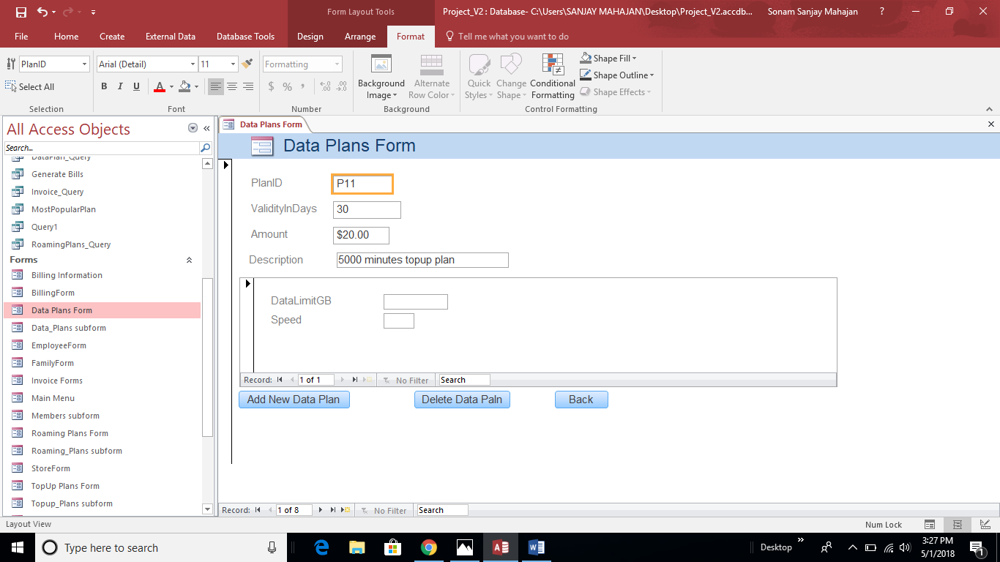 Form Layout Tools
Project_V2 : Database- C:\Users\SANJAY MAHAJAN\Desktop\Project_V2.accdb...
Sonam Sanjay Mahajan
?
File Home Create External Data Database Tools Design Arrange Format Tell me what you want to do
PlanID
Select All
Selection
Arial (Detail) 11
B I U A
Font
Formatting
$ % ,
Number
Background Image
Alternate Row Color
Background
Quick Styles
Change Shape
Conditional Formatting
Shape Fill
Shape Outline
Shape Effects
Control Formatting
All Access Objects
Search...
DataPlan_Query
Generate Bills
Invoice_Query
MostPopularPlan
Query1
RoamingPlans_Query
Forms
Billing Information
BillingForm
Data Plans Form
Data_Plans subform
EmployeeForm
FamilyForm
Invoice Forms
Main Menu
Members subform
Roaming Plans Form
Roaming_Plans subform
StoreForm
TopUp Plans Form
Topup_Plans subform
Data Plans Form
Data Plans Form
PlanID P11
ValidityInDays 30
Amount $20.00
Description 5000 minutes topup plan
DataLimitGB
Speed
Record: 1 of 1 No Filter Search
Add New Data Plan Delete Data Paln Back
Record: 1 of 8 No Filter Search
Layout View Num Lock
Type here to search
Desktop
3:27 PM
5/1/2018
1